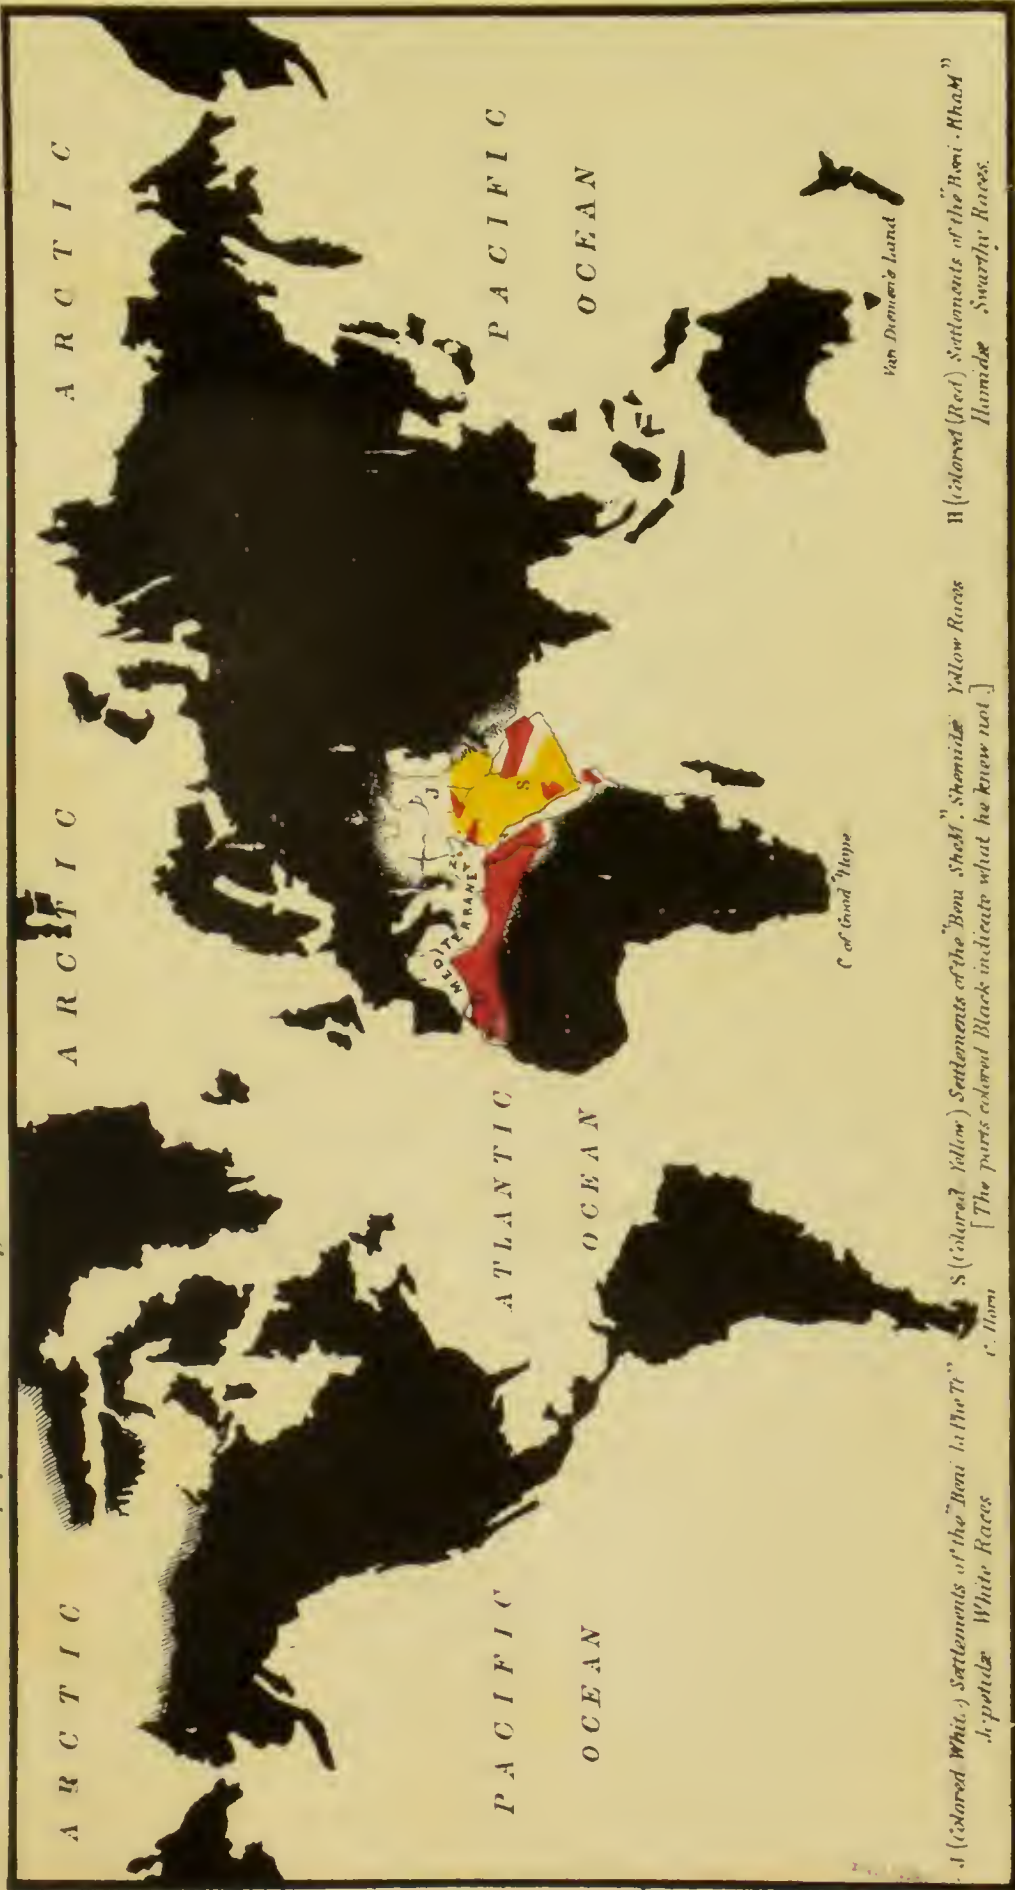 ARCTIC ARCTIC ARCTIC
MEDITERRANEAN
J
S
PACIFIC ATLANTIC PACIFIC
OCEAN OCEAN OCEAN
C of Good Hope
Van Diemen's Land
C. Horn
J (Colored White) Settlements of the "Beni IaPheTt" S (Colored Yellow) Settlements of the "Beni SheM". Shemidæ Yellow Races H (Colored Red) Settlements of the "Beni KhaM"
Japetidæ White Races [The parts colored Black indicate what he knew not.] Hamidæ Swarthy Races.